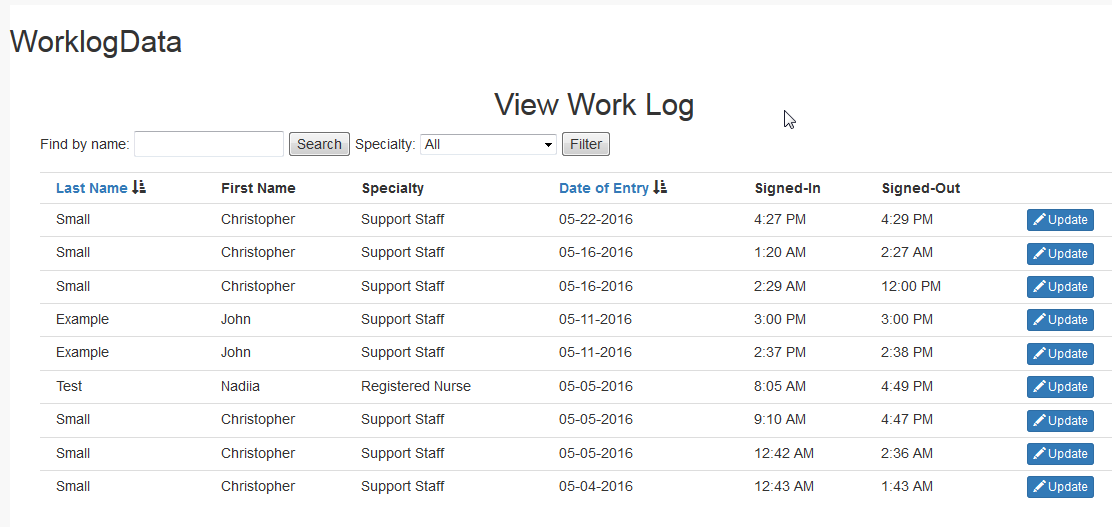 WorklogData
View Work Log
Find by name: Search Specialty: All Filter
Last Name First Name Specialty Date of Entry Signed-In Signed-Out
Small Christopher Support Staff 05-22-2016 4:27 PM 4:29 PM Update
Small Christopher Support Staff 05-16-2016 1:20 AM 2:27 AM Update
Small Christopher Support Staff 05-16-2016 2:29 AM 12:00 PM Update
Example John Support Staff 05-11-2016 3:00 PM 3:00 PM Update
Example John Support Staff 05-11-2016 2:37 PM 2:38 PM Update
Test Nadiia Registered Nurse 05-05-2016 8:05 AM 4:49 PM Update
Small Christopher Support Staff 05-05-2016 9:10 AM 4:47 PM Update
Small Christopher Support Staff 05-05-2016 12:42 AM 2:36 AM Update
Small Christopher Support Staff 05-04-2016 12:43 AM 1:43 AM Update